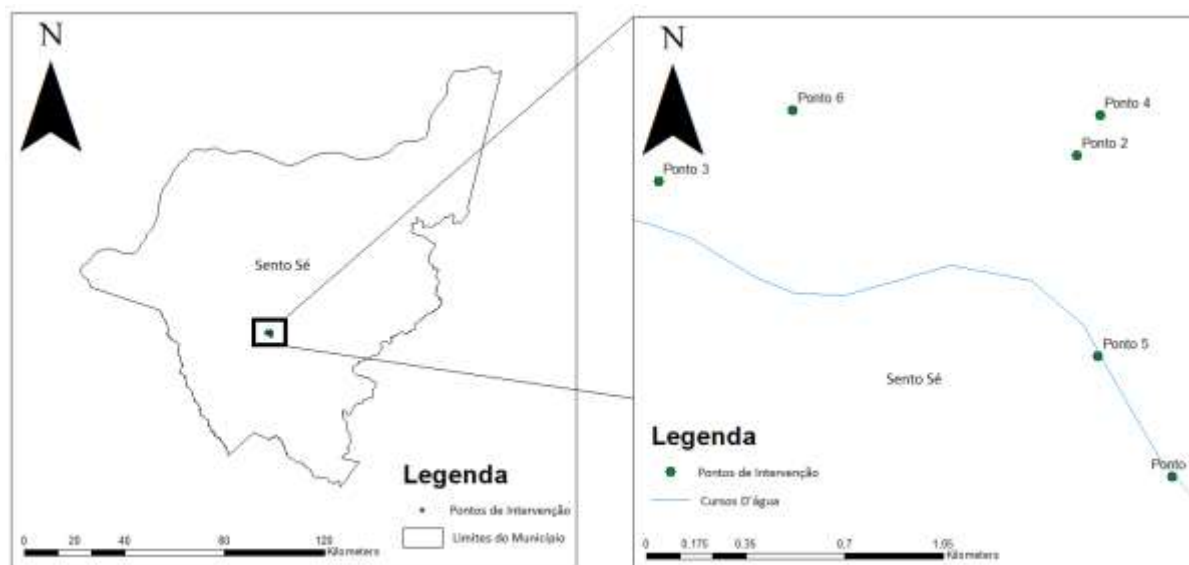 N
Sento Sé
Legenda
Pontos de Intervenção
Limites do Município
0 20 40 80 120
Kilometers
N
Ponto 6
Ponto 4
Ponto 2
Ponto 3
Ponto 5
Sento Sé
Ponto
Legenda
Pontos de Intervenção
Cursos D'água
0 0.175 0.35 0.7 1.05
Kilometers